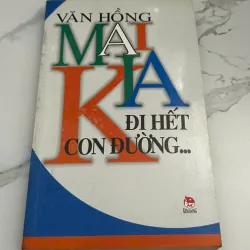 VĂN HỒNG
MAI
KIA
ĐI HẾT
CON ĐƯỜNG...